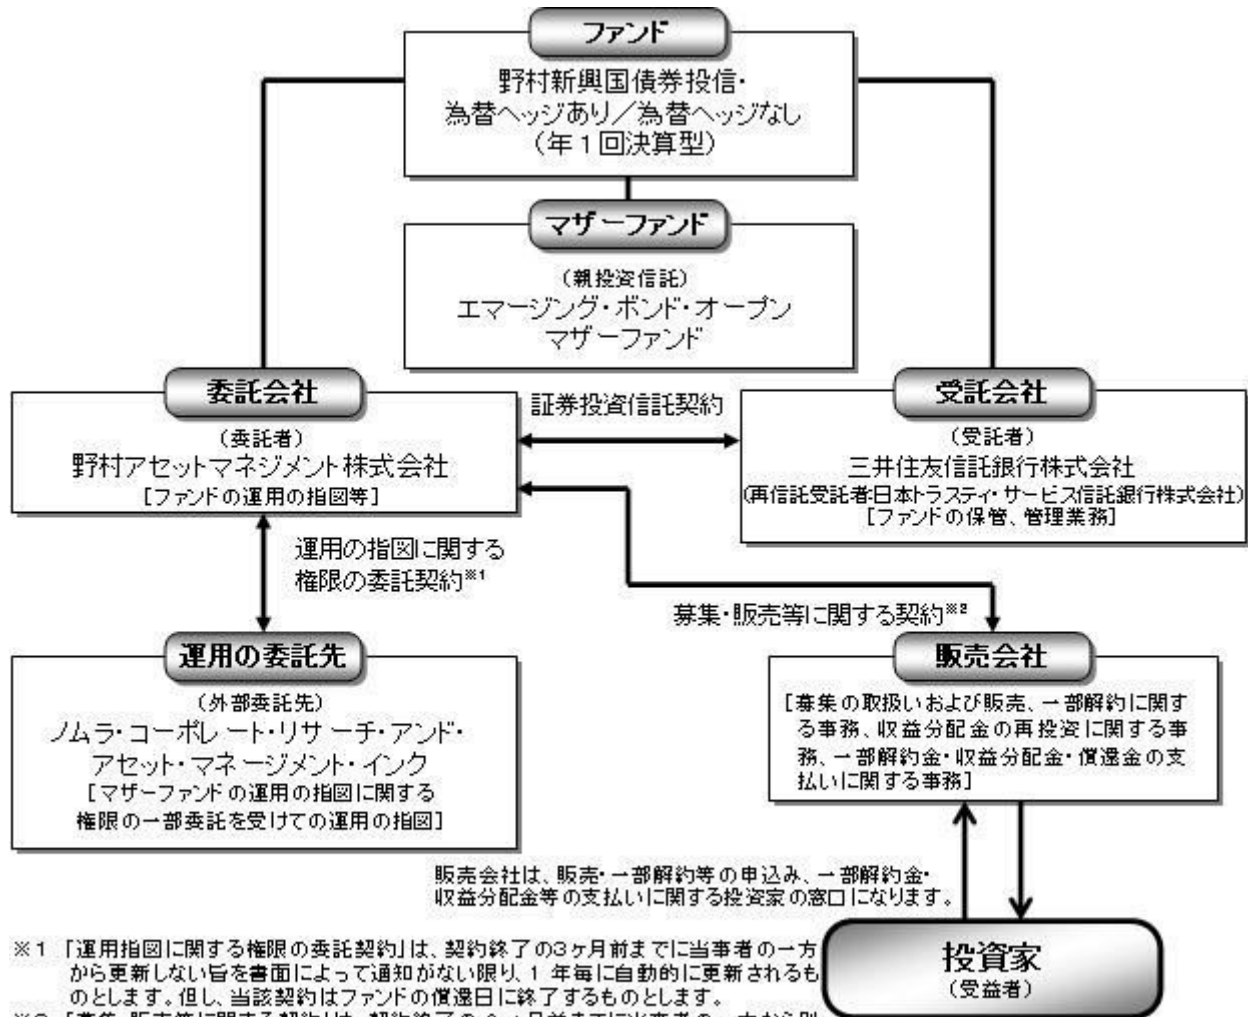 ファンド
野村新興国債券投信・
為替ヘッジあり／為替ヘッジなし
（年１回決算型）
マザーファンド
（親投資信託）
エマージング・ボンド・オープン
マザーファンド
委託会社
（委託者）
野村アセットマネジメント株式会社
［ファンドの運用の指図等］
証券投資信託契約
受託会社
（受託者）
三井住友信託銀行株式会社
(再信託受託者:日本トラスティ・サービス信託銀行株式会社)
［ファンドの保管、管理業務］
運用の指図に関する
権限の委託契約※1
募集・販売等に関する契約※2
運用の委託先
（外部委託先）
ノムラ・コーポレート・リサーチ・アンド・
アセット・マネージメント・インク
［マザーファンドの運用の指図に関する
権限の一部委託を受けての運用の指図］
販売会社
［募集の取扱いおよび販売、一部解約に関す
る事務、収益分配金の再投資に関する事
務、一部解約金・収益分配金・償還金の支
払いに関する事務］
販売会社は、販売・一部解約等の申込み、一部解約金・
収益分配金等の支払いに関する投資家の窓口になります。
投資家
（受益者）
※1 「運用指図に関する権限の委託契約」は、契約終了の3ヶ月前までに当事者の一方
から更新しない旨を書面によって通知がない限り、1 年毎に自動的に更新されるも
のとします。但し、当該契約はファンドの償還日に終了するものとします。